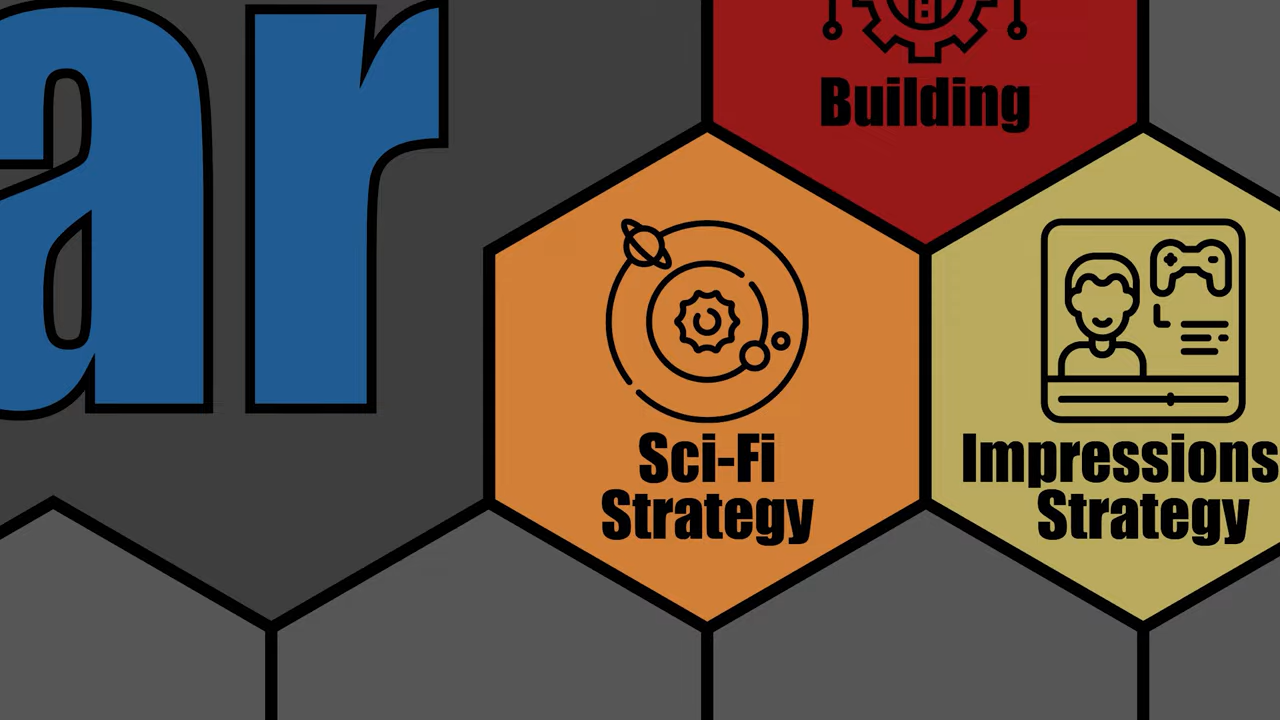 ar
Building
Sci-Fi
Strategy
Impressions
Strategy